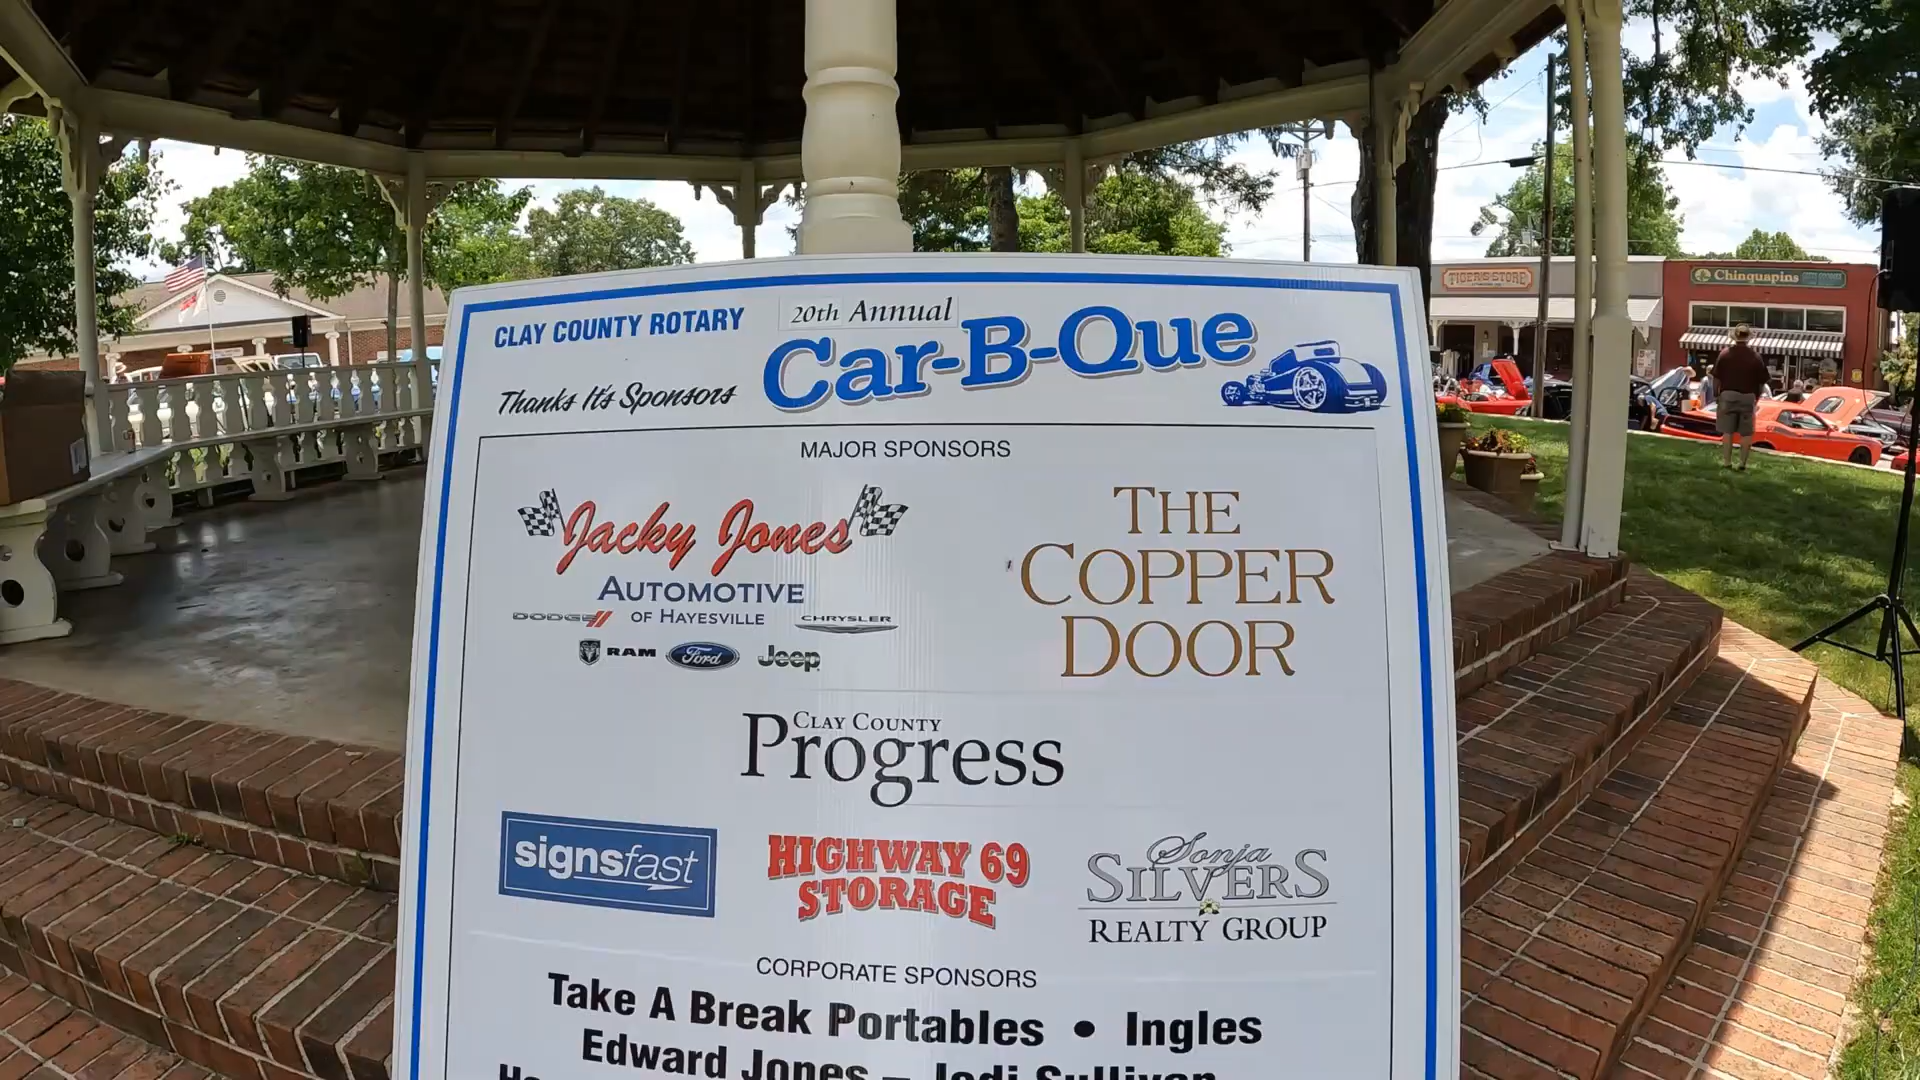 CLAY COUNTY ROTARY
20th Annual
Car-B-Que
Thanks It's Sponsors
MAJOR SPONSORS
Jacky Jones
AUTOMOTIVE
OF HAYESVILLE
DODGE
CHRYSLER
RAM
Ford
Jeep
THE
COPPER
DOOR
CLAY COUNTY
Progress
signsfast
HIGHWAY 69
STORAGE
Sonja
SILVERS
REALTY GROUP
CORPORATE SPONSORS
Take A Break Portables • Ingles
Edward Jones – Jodi Sullivan
TIGER'S STORE
Chinquapins